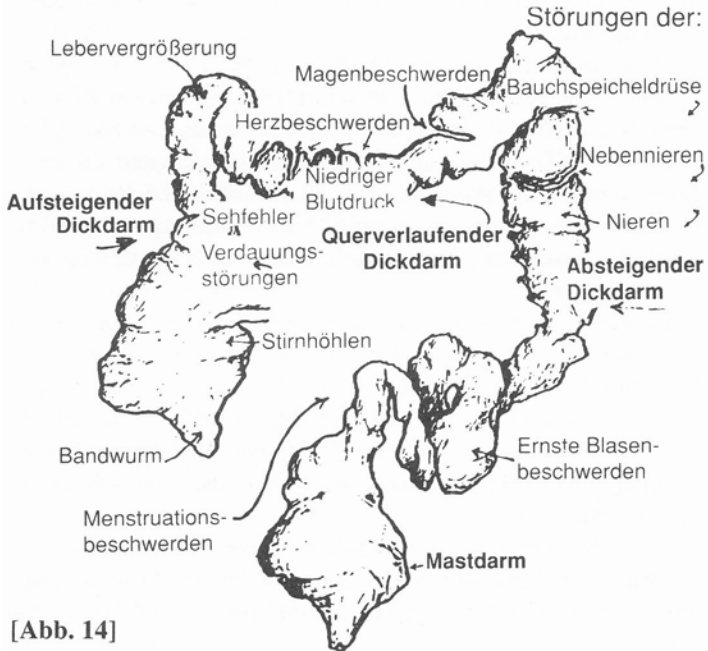 Störungen der:
Lebervergrößerung
Magenbeschwerden
Bauchspeicheldrüse
Herzbeschwerden
Nebennieren
Niedriger
Blutdruck
Aufsteigender
Dickdarm
Sehfehler
Nieren
Querverlaufender
Dickdarm
Verdauungs-
störungen
Absteigender
Dickdarm
Stirnhöhlen
Bandwurm
Ernste Blasen-
beschwerden
Menstruations-
beschwerden
Mastdarm
[Abb. 14]